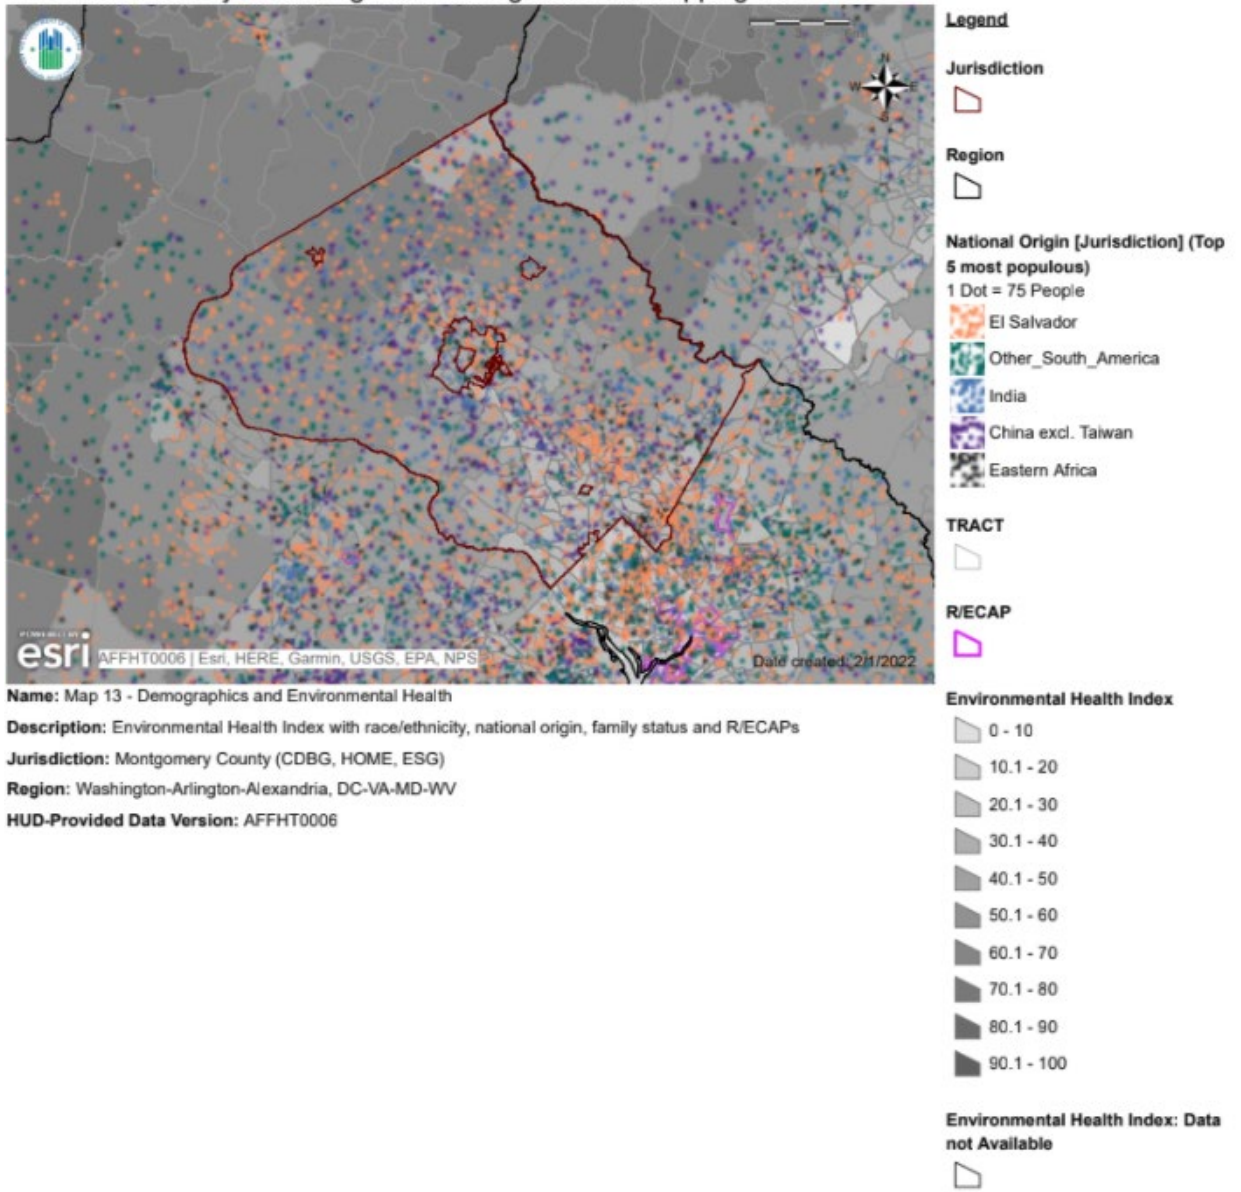 Legend
Jurisdiction
Region
National Origin [Jurisdiction] (Top
5 most populous)
1 Dot = 75 People
El Salvador
Other_South_America
India
China excl. Taiwan
Eastern Africa
TRACT
R/ECAP
Environmental Health Index
0 - 10
10.1 - 20
20.1 - 30
30.1 - 40
40.1 - 50
50.1 - 60
60.1 - 70
70.1 - 80
80.1 - 90
90.1 - 100
Environmental Health Index: Data
not Available
N
W E
S
esri
AFFHT0006 | Esri, HERE, Garmin, USGS, EPA, NPS
Date created: 2/1/2022
Name: Map 13 - Demographics and Environmental Health
Description: Environmental Health Index with race/ethnicity, national origin, family status and R/ECAPs
Jurisdiction: Montgomery County (CDBG, HOME, ESG)
Region: Washington-Arlington-Alexandria, DC-VA-MD-WV
HUD-Provided Data Version: AFFHT0006